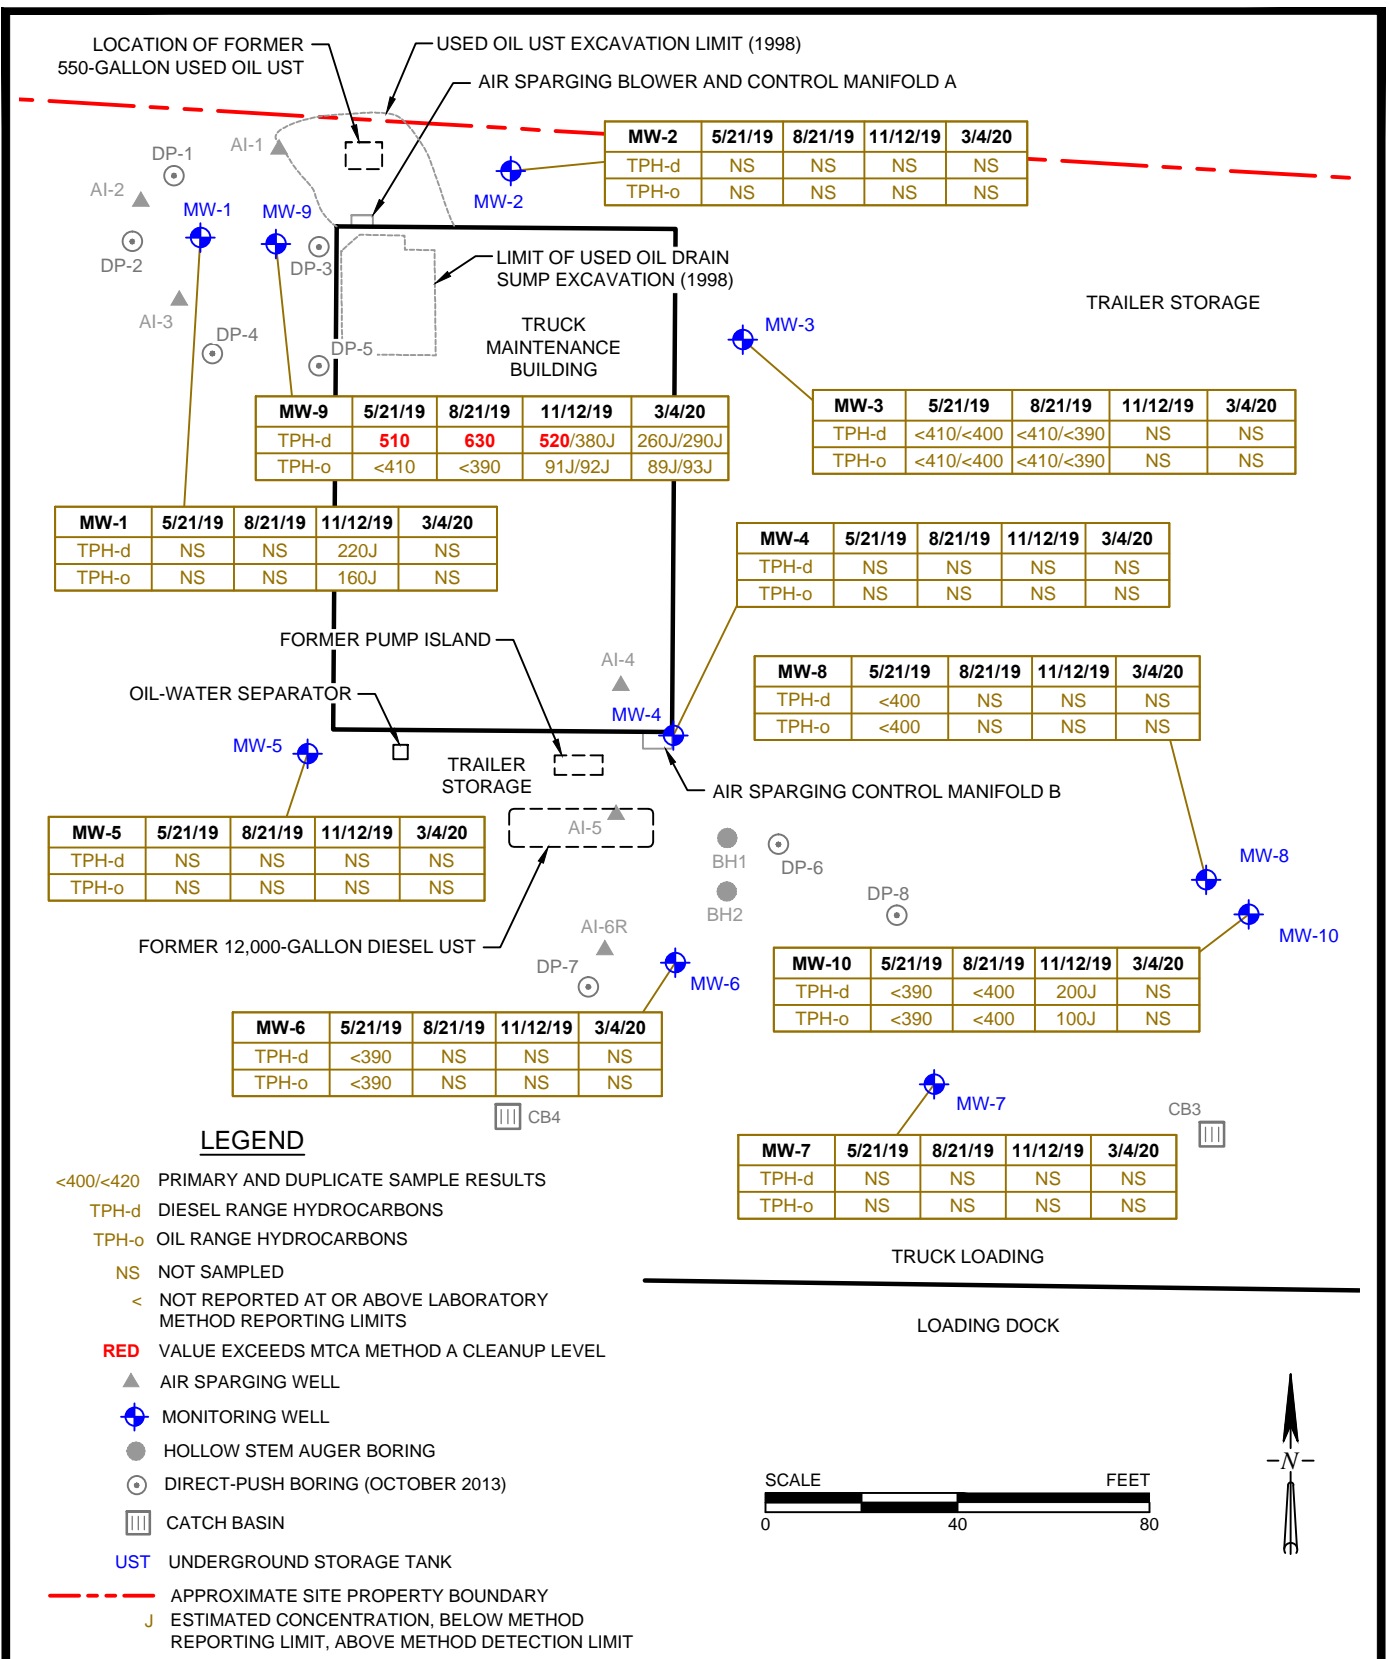 LOCATION OF FORMER
550-GALLON USED OIL UST
USED OIL UST EXCAVATION LIMIT (1998)
AIR SPARGING BLOWER AND CONTROL MANIFOLD A
AI-1
DP-1
AI-2
MW-1
MW-9
DP-2
DP-3
AI-3
DP-4
DP-5
MW-2
MW-2 5/21/19 8/21/19 11/12/19 3/4/20
TPH-d NS NS NS NS
TPH-o NS NS NS NS
LIMIT OF USED OIL DRAIN
SUMP EXCAVATION (1998)
TRUCK
MAINTENANCE
BUILDING
TRAILER STORAGE
MW-3
MW-3 5/21/19 8/21/19 11/12/19 3/4/20
TPH-d <410/<400 <410/<390 NS NS
TPH-o <410/<400 <410/<390 NS NS
MW-9 5/21/19 8/21/19 11/12/19 3/4/20
TPH-d 510 630 520/380J 260J/290J
TPH-o <410 <390 91J/92J 89J/93J
MW-1 5/21/19 8/21/19 11/12/19 3/4/20
TPH-d NS NS 220J NS
TPH-o NS NS 160J NS
MW-4 5/21/19 8/21/19 11/12/19 3/4/20
TPH-d NS NS NS NS
TPH-o NS NS NS NS
FORMER PUMP ISLAND
AI-4
OIL-WATER SEPARATOR
MW-4
MW-8 5/21/19 8/21/19 11/12/19 3/4/20
TPH-d <400 NS NS NS
TPH-o <400 NS NS NS
MW-5
TRAILER
STORAGE
AIR SPARGING CONTROL MANIFOLD B
MW-5 5/21/19 8/21/19 11/12/19 3/4/20
TPH-d NS NS NS NS
TPH-o NS NS NS NS
AI-5
BH1
DP-6
MW-8
BH2
DP-8
MW-10
FORMER 12,000-GALLON DIESEL UST
AI-6R
DP-7
MW-6
MW-10 5/21/19 8/21/19 11/12/19 3/4/20
TPH-d <390 <400 200J NS
TPH-o <390 <400 100J NS
MW-6 5/21/19 8/21/19 11/12/19 3/4/20
TPH-d <390 NS NS NS
TPH-o <390 NS NS NS
CB4
MW-7
CB3
MW-7 5/21/19 8/21/19 11/12/19 3/4/20
TPH-d NS NS NS NS
TPH-o NS NS NS NS
TRUCK LOADING
LOADING DOCK
LEGEND
<400/<420 PRIMARY AND DUPLICATE SAMPLE RESULTS
TPH-d DIESEL RANGE HYDROCARBONS
TPH-o OIL RANGE HYDROCARBONS
NS NOT SAMPLED
< NOT REPORTED AT OR ABOVE LABORATORY
METHOD REPORTING LIMITS
RED VALUE EXCEEDS MTCA METHOD A CLEANUP LEVEL
AIR SPARGING WELL
MONITORING WELL
HOLLOW STEM AUGER BORING
DIRECT-PUSH BORING (OCTOBER 2013)
CATCH BASIN
UST UNDERGROUND STORAGE TANK
APPROXIMATE SITE PROPERTY BOUNDARY
J ESTIMATED CONCENTRATION, BELOW METHOD
REPORTING LIMIT, ABOVE METHOD DETECTION LIMIT
SCALE FEET
0 40 80
N